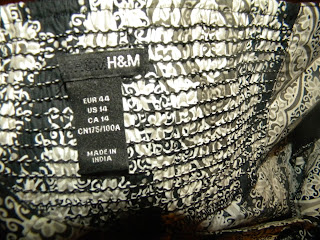 H&M
EUR 44
US 14
CA 14
CN175/100A
MADE IN
INDIA